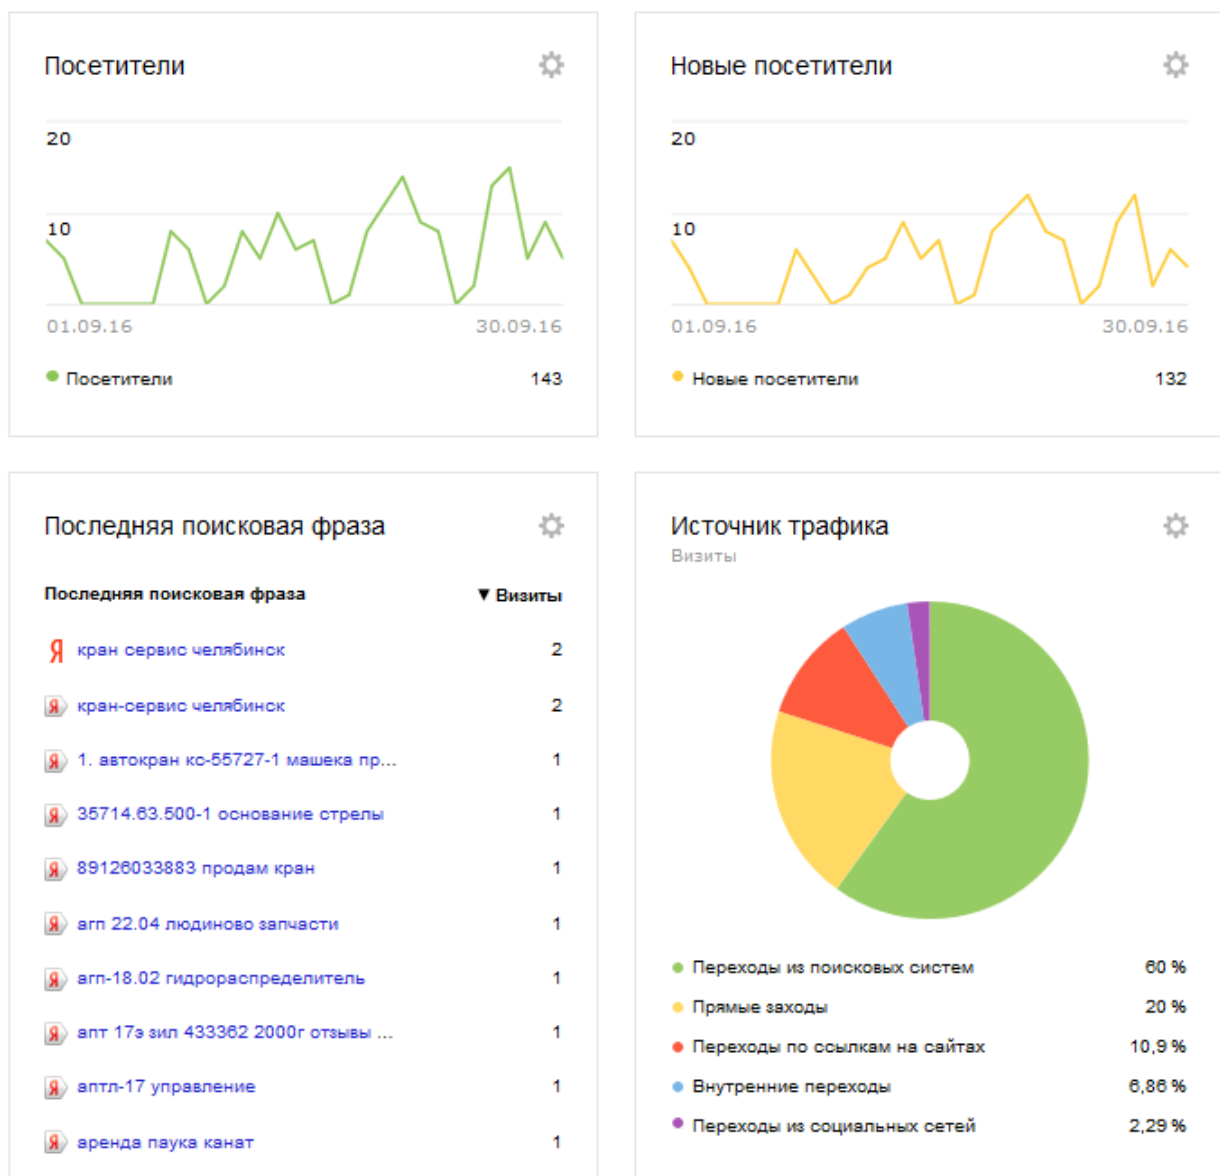 Посетители
20
10
01.09.16 30.09.16
Посетители 143
Новые посетители
20
10
01.09.16 30.09.16
Новые посетители 132
Последняя поисковая фраза
Последняя поисковая фраза ▼ Визиты
кран сервис челябинск 2
кран-сервис челябинск 2
1. автокран кс-55727-1 машека пр... 1
35714.63.500-1 основание стрелы 1
89126033883 продам кран 1
агп 22.04 людиново запчасти 1
агп-18.02 гидрораспределитель 1
апт 17э зил 433362 2000г отзывы ... 1
аптл-17 управление 1
аренда паука канат 1
Источник трафика
Визиты
Переходы из поисковых систем 60 %
Прямые заходы 20 %
Переходы по ссылкам на сайтах 10,9 %
Внутренние переходы 6,86 %
Переходы из социальных сетей 2,29 %